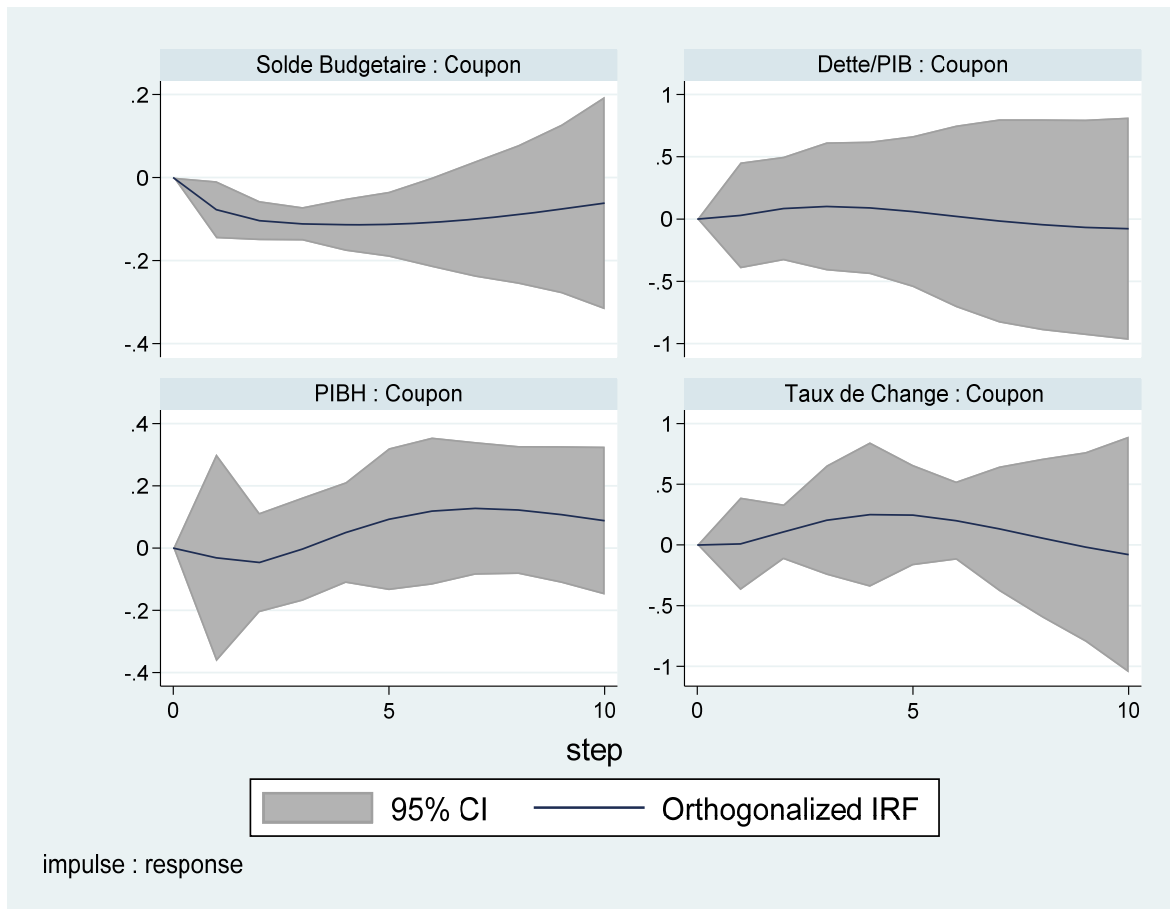 Solde Budgetaire : Coupon
.2
0
-.2
-.4
Dette/PIB : Coupon
1
.5
0
-.5
-1
PIBH : Coupon
.4
.2
0
-.2
-.4
0 5 10
Taux de Change : Coupon
1
.5
0
-.5
-1
0 5 10
step
95% CI Orthogonalized IRF
impulse : response